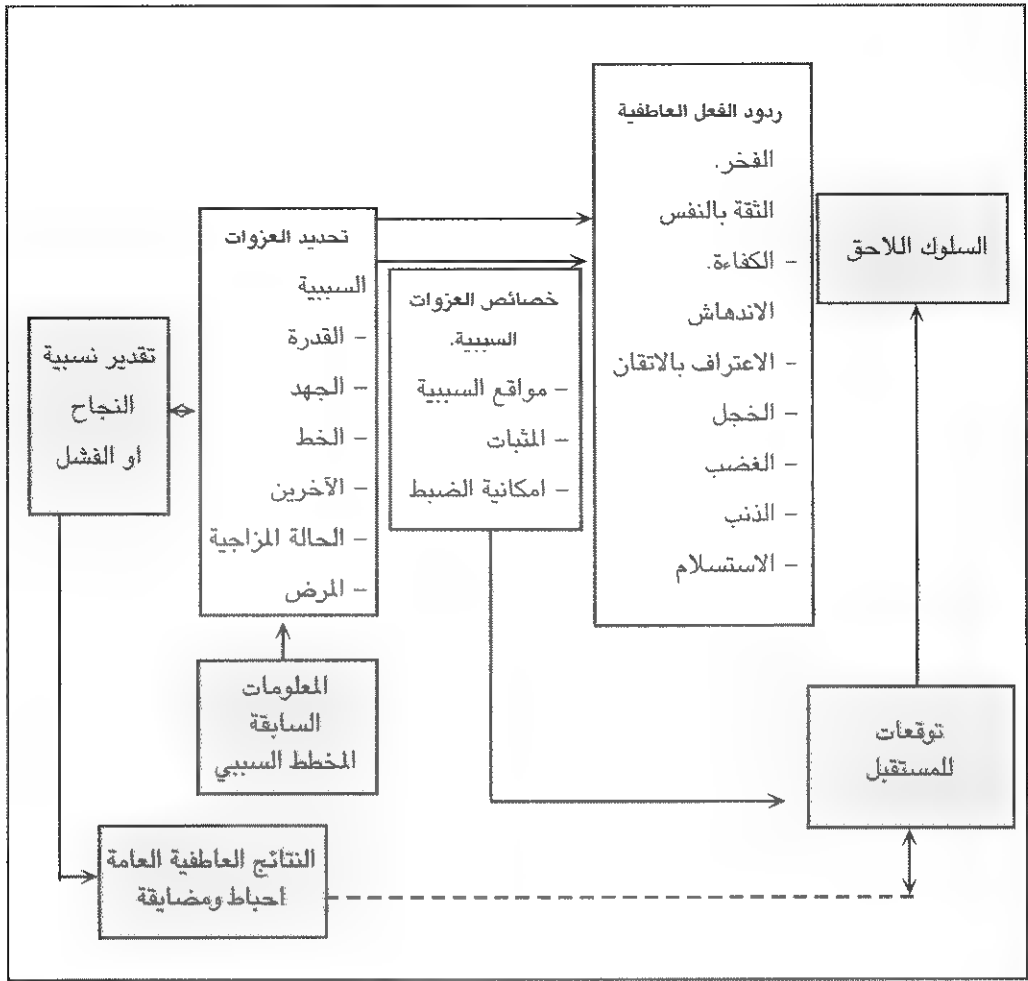 ردود الفعل العاطفية
الفخر.
الثقة بالنفس
– الكفاءة.
الاندهاش
– الاعتراف بالاتقان
– الخجل
– الغضب
– الذنب
– الاستسلام
السلوك اللاحق
تحديد العزوات
السببية
– القدرة
– الجهد
– الخط
– الآخرين
– الحالة المزاجية
– المرض
خصائص العزوات
السببية.
– مواقع السببية
– المثبات
– امكانية الضبط
تقدير نسبية
النجاح
او الفشل
المعلومات
السابقة
المخطط السببي
توقعات
للمستقبل
النتائج العاطفية العامة
احباط ومضايقة